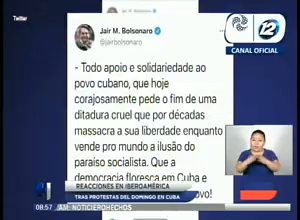 Twitter
Jair M. Bolsonaro
@jairbolsonaro
12
CANAL OFICIAL
- Todo apoio e solidariedade ao
povo cubano, que hoje
corajosamente pede o fim de uma
ditadura cruel que por décadas
massacra a sua liberdade enquanto
vende pro mundo a ilusão do
paraíso socialista. Que a
democracia floresça em Cuba e
REACCIONES EN IBEROAMÉRICA
TRAS PROTESTAS DEL DOMINGO EN CUBA
08:57 AM NOTICIEROHECHOS